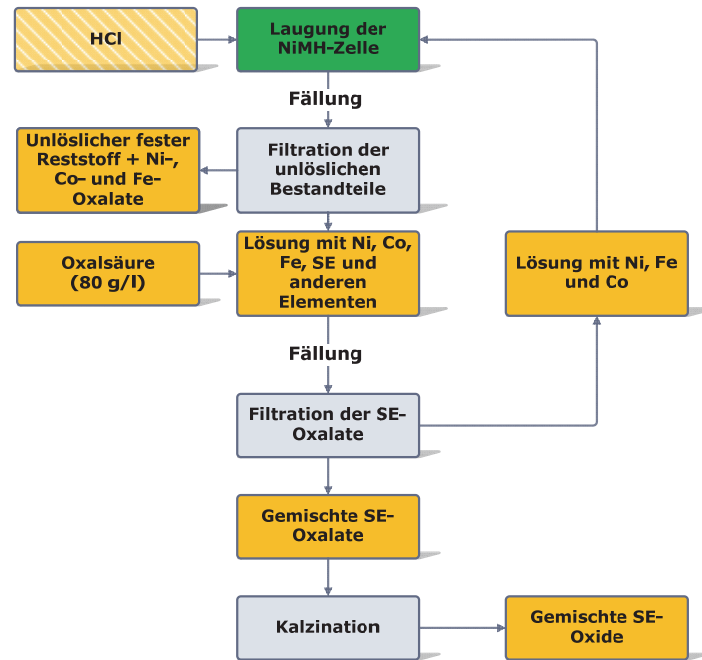 HCl
Laugung der
NiMH–Zelle
Fällung
Unlöslicher fester
Reststoff + Ni–,
Co– und Fe–
Oxalate
Filtration der
unlöslichen
Bestandteile
Oxalsäure
(80 g/l)
Lösung mit Ni, Co,
Fe, SE und
anderen
Elementen
Lösung mit Ni, Fe
und Co
Fällung
Filtration der SE–
Oxalate
Gemischte SE–
Oxalate
Kalzination
Gemischte SE–
Oxide